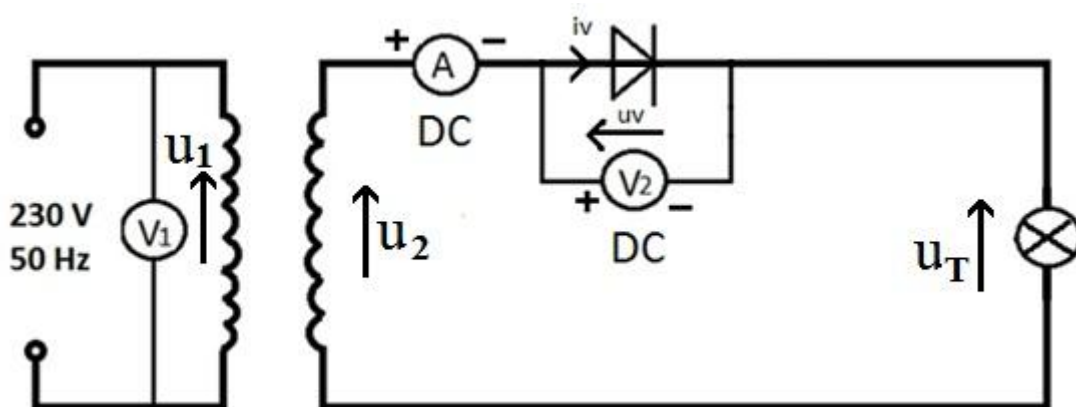 iv
+ A −
DC
uv
+ V2 −
DC
u1
230 V
50 Hz
V1
u2
uT